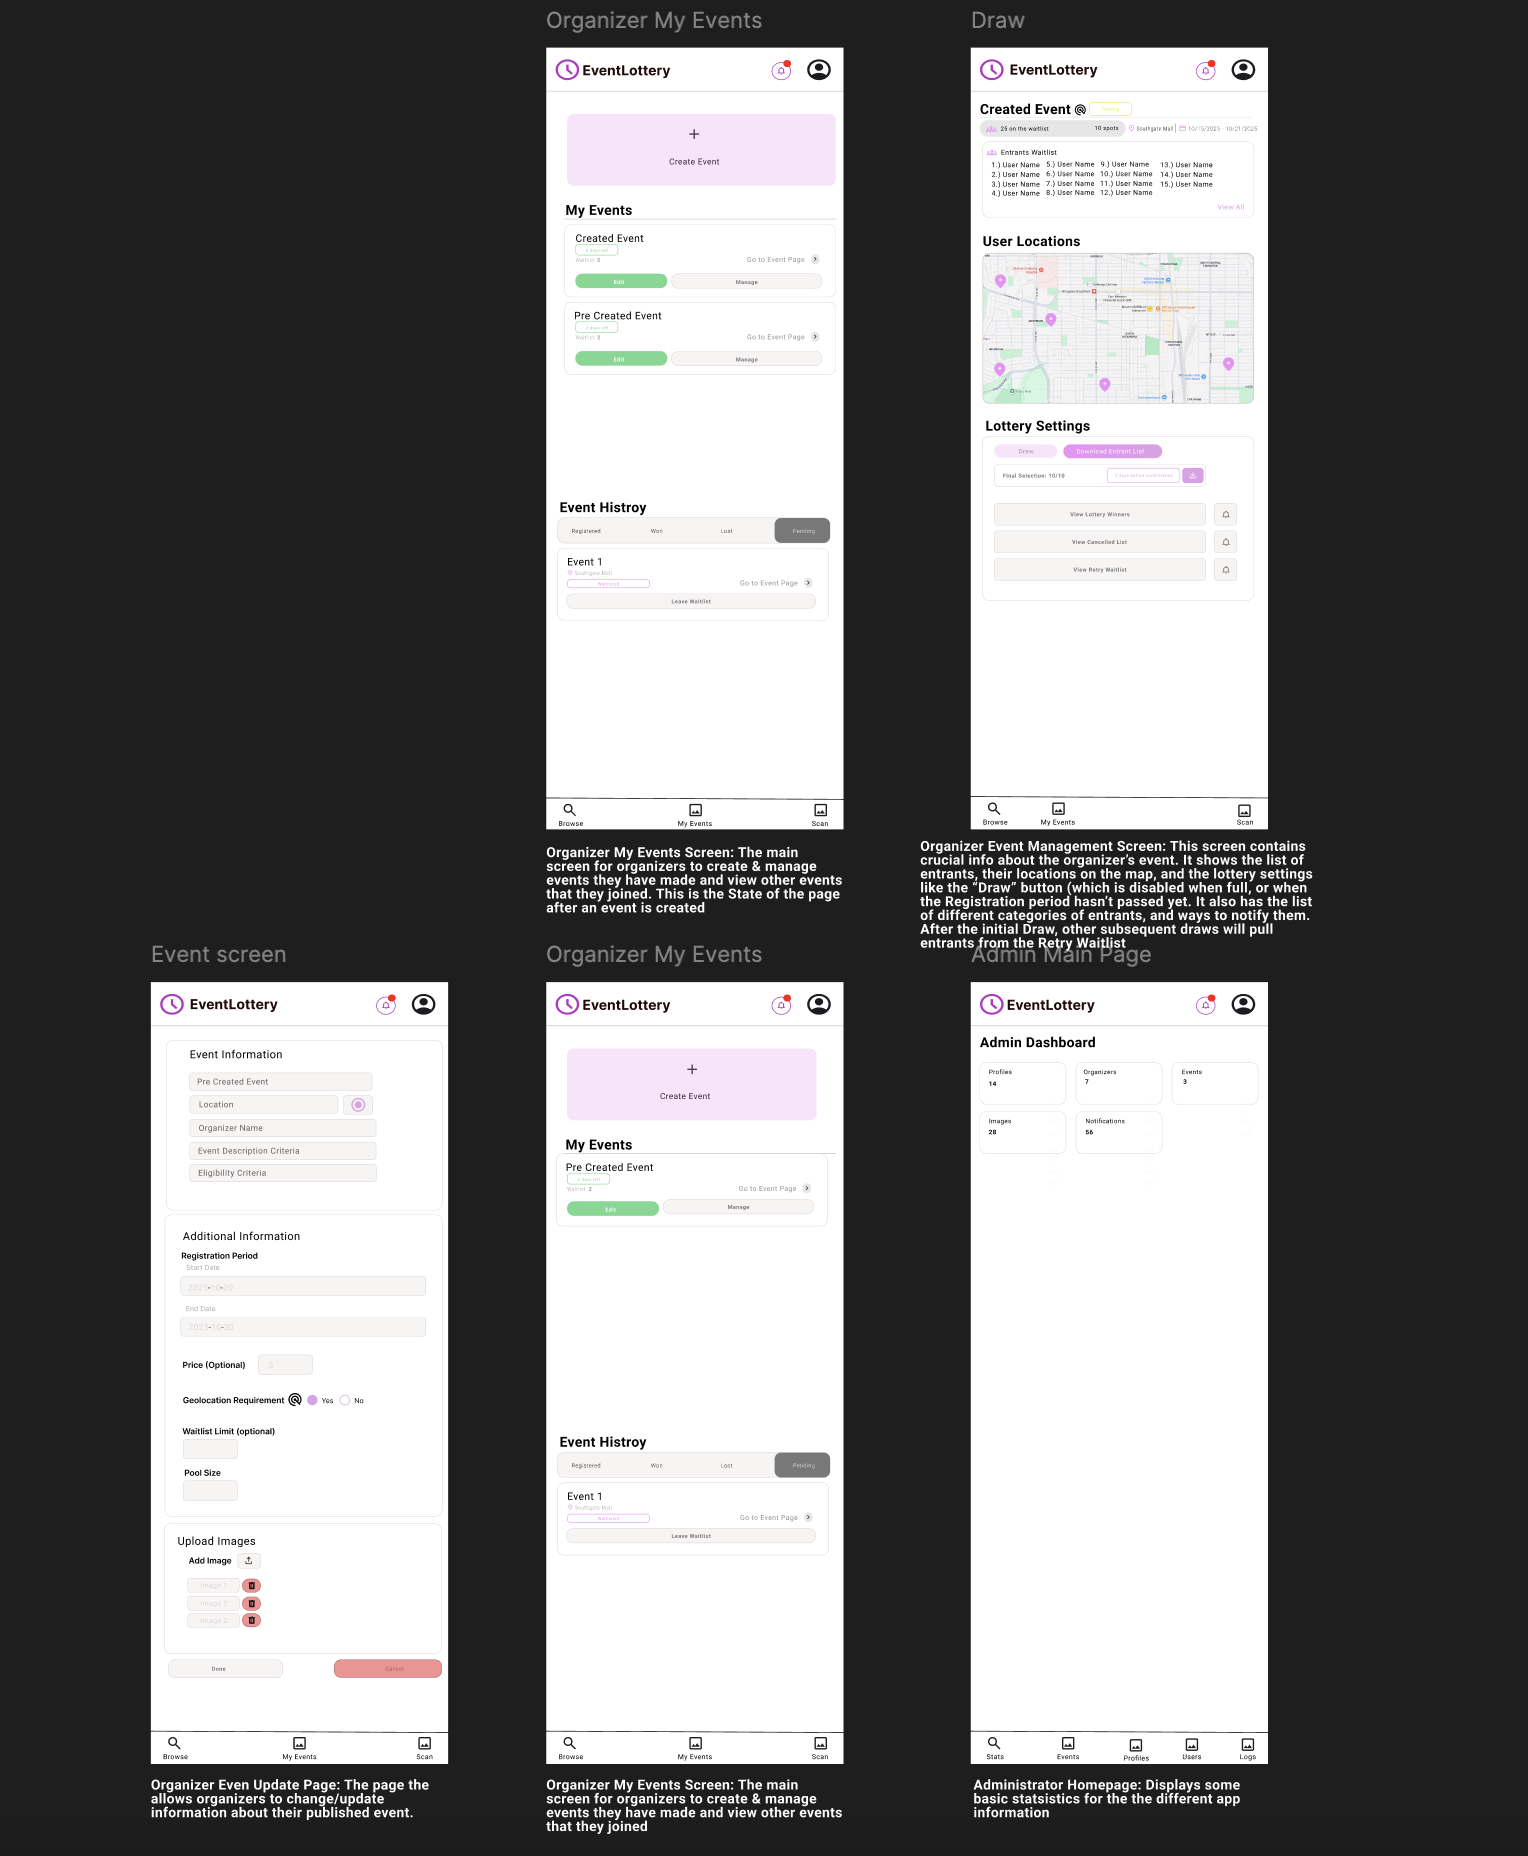 Organizer My Events
EventLottery
+
Create Event
My Events
Created Event
Waitlist 2
Go to Event Page
Edit
Manage
Pre Created Event
Waitlist 2
Go to Event Page
Edit
Manage
Event Histroy
Registered Won Lost Pending
Event 1
Southgate Mall
Waitlisted
Go to Event Page
Leave Waitlist
Browse My Events Scan
Organizer My Events Screen: The main
screen for organizers to create & manage
events they have made and view other events
that they joined. This is the State of the page
after an event is created
Draw
EventLottery
Created Event
25 on the waitlist 10 spots Southgate Mall 10/15/2025 - 10/21/2025
Entrants Waitlist
1.) User Name 5.) User Name 9.) User Name 13.) User Name
2.) User Name 6.) User Name 10.) User Name 14.) User Name
3.) User Name 7.) User Name 11.) User Name 15.) User Name
4.) User Name 8.) User Name 12.) User Name
View All
User Locations
Lottery Settings
Draw Download Entrant List
Final Selection: 10/10
View Lottery Winners
View Cancelled List
View Retry Waitlist
Browse My Events Scan
Organizer Event Management Screen: This screen contains
crucial info about the organizer’s event. It shows the list of
entrants, their locations on the map, and the lottery settings
like the “Draw” button (which is disabled when full, or when
the Registration period hasn’t passed yet. It also has the list
of different categories of entrants, and ways to notify them.
After the initial Draw, other subsequent draws will pull
entrants from the Retry Waitlist
Event screen
EventLottery
Event Information
Pre Created Event
Location
Organizer Name
Event Description Criteria
Eligibility Criteria
Additional Information
Registration Period
Start Date
2025-10-20
End Date
2025-10-20
Price (Optional) $
Geolocation Requirement Yes No
Waitlist Limit (optional)
Pool Size
Upload Images
Add Image
Image 1
Image 2
Image 3
Done Cancel
Browse My Events Scan
Organizer Even Update Page: The page the
allows organizers to change/update
information about their published event.
Organizer My Events
EventLottery
+
Create Event
My Events
Pre Created Event
Waitlist 2
Go to Event Page
Edit
Manage
Event Histroy
Registered Won Lost Pending
Event 1
Southgate Mall
Waitlisted
Go to Event Page
Leave Waitlist
Browse My Events Scan
Organizer My Events Screen: The main
screen for organizers to create & manage
events they have made and view other events
that they joined
Admin Main Page
EventLottery
Admin Dashboard
Profiles Organizers Events
14 7 3
Images Notifications
28 56
Stats Events Profiles Users Logs
Administrator Homepage: Displays some
basic statsistics for the the different app
information